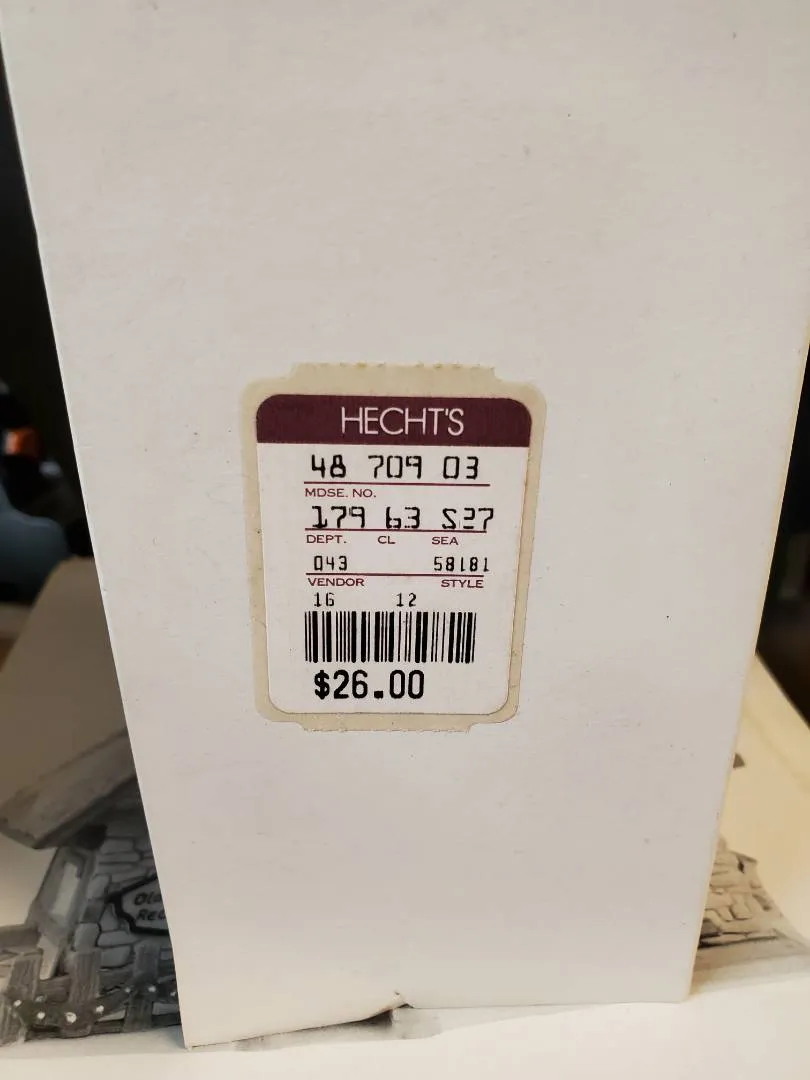 HECHT'S
48 709 03
MDSE. NO.
179 63 S27
DEPT. CL SEA
043 58181
VENDOR STYLE
16 12
$26.00